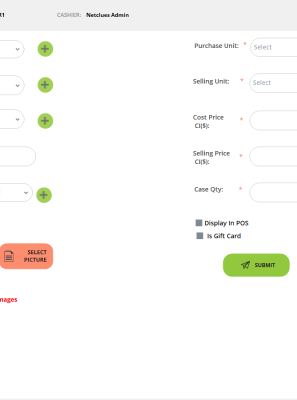 R1 CASHIER: Netclues Admin
Purchase Unit: * Select
Selling Unit: * Select
Cost Price * 
CI($):
Selling Price *
CI($):
Case Qty: *
Display In POS
Is Gift Card
SELECT
PICTURE
SUBMIT
mages